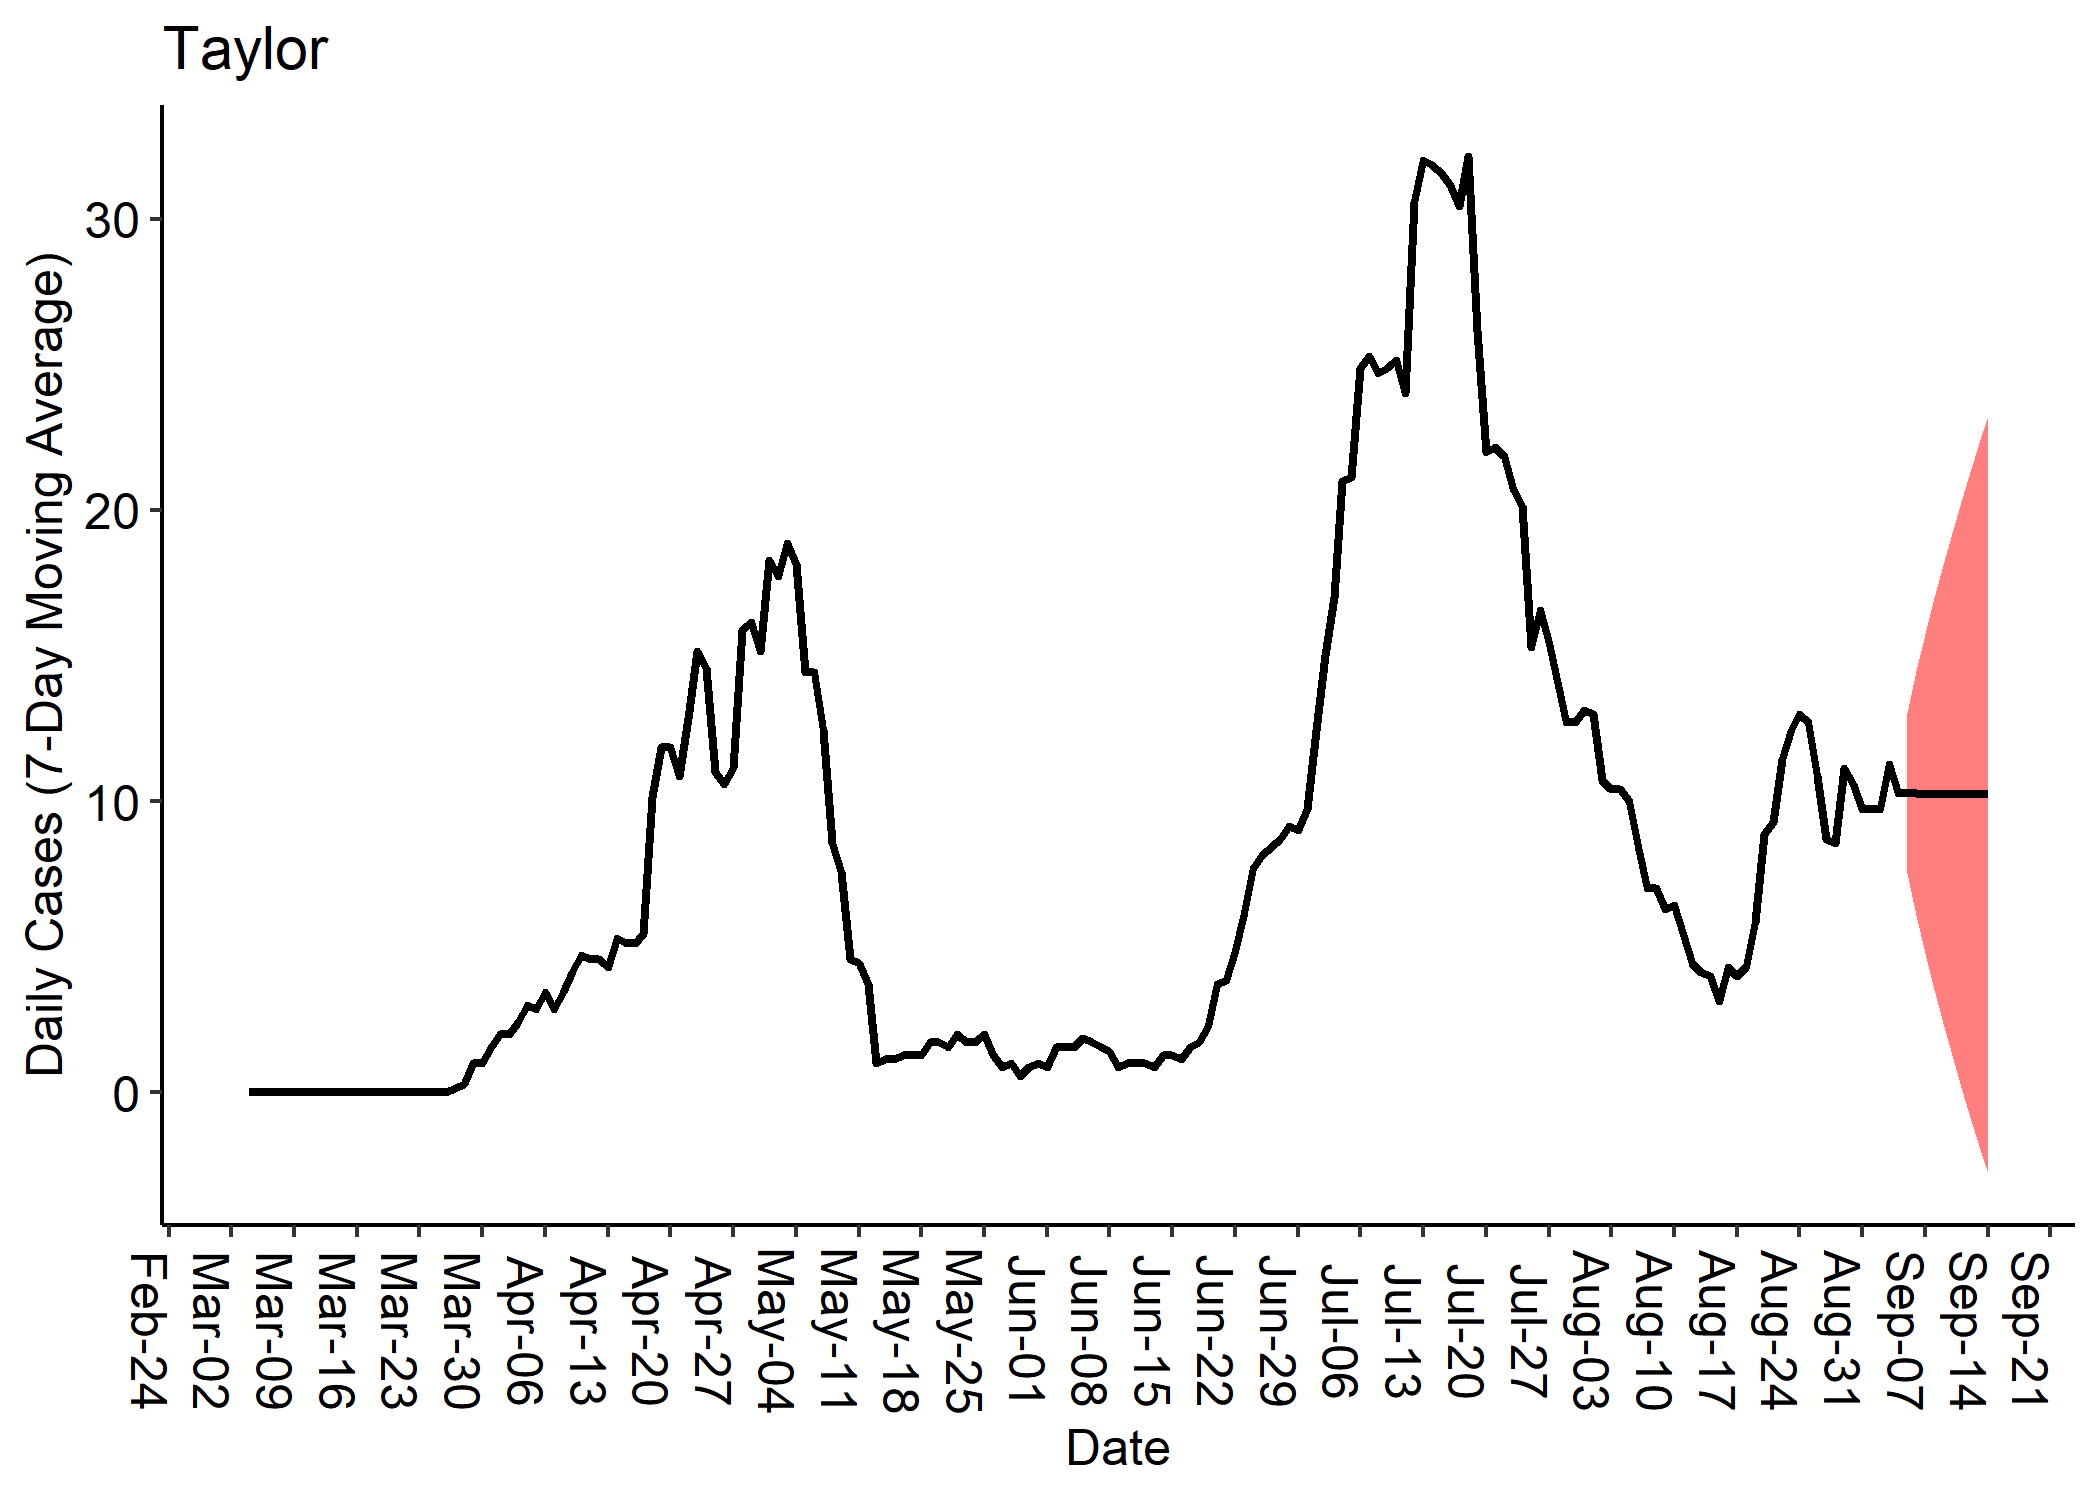 Taylor
Daily Cases (7-Day Moving Average)
30
20
10
0
Feb-24
Mar-02
Mar-09
Mar-16
Mar-23
Mar-30
Apr-06
Apr-13
Apr-20
Apr-27
May-04
May-11
May-18
May-25
Jun-01
Jun-08
Jun-15
Jun-22
Jun-29
Jul-06
Jul-13
Jul-20
Jul-27
Aug-03
Aug-10
Aug-17
Aug-24
Aug-31
Sep-07
Sep-14
Sep-21
Date